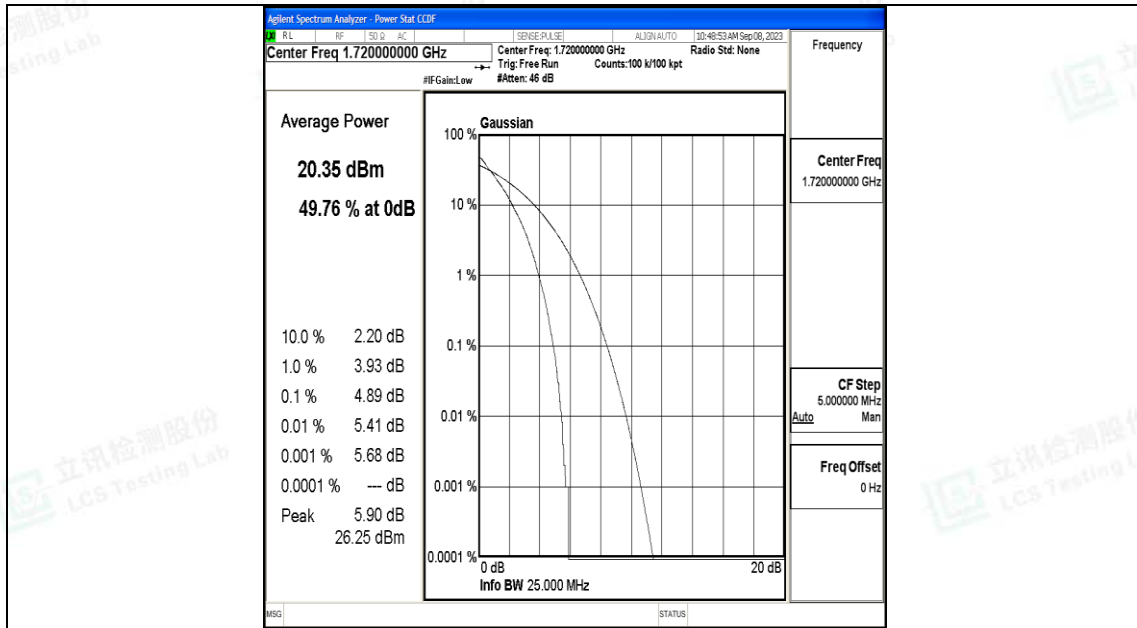 Agilent Spectrum Analyzer - Power Stat CCDF
LXI RL RF 50 Ω AC SENSE:PULSE ALIGNAUTO 10:48:53 AM Sep 08, 2023
Center Freq 1.720000000 GHz
Center Freq: 1.720000000 GHz Radio Std: None
Trig: Free Run Counts:100 k/100 kpt
#IFGain:Low #Atten: 46 dB
Frequency
Average Power
20.35 dBm
49.76 % at 0dB
10.0 % 2.20 dB
1.0 % 3.93 dB
0.1 % 4.89 dB
0.01 % 5.41 dB
0.001 % 5.68 dB
0.0001 % --- dB
Peak 5.90 dB
26.25 dBm
Gaussian
100 %
10 %
1 %
0.1 %
0.01 %
0.001 %
0.0001 %
0 dB 20 dB
Info BW 25.000 MHz
Center Freq
1.720000000 GHz
CF Step
5.000000 MHz
Auto Man
Freq Offset
0 Hz
MSG STATUS
立讯检测股份
LCS Testing Lab
立讯检测股份